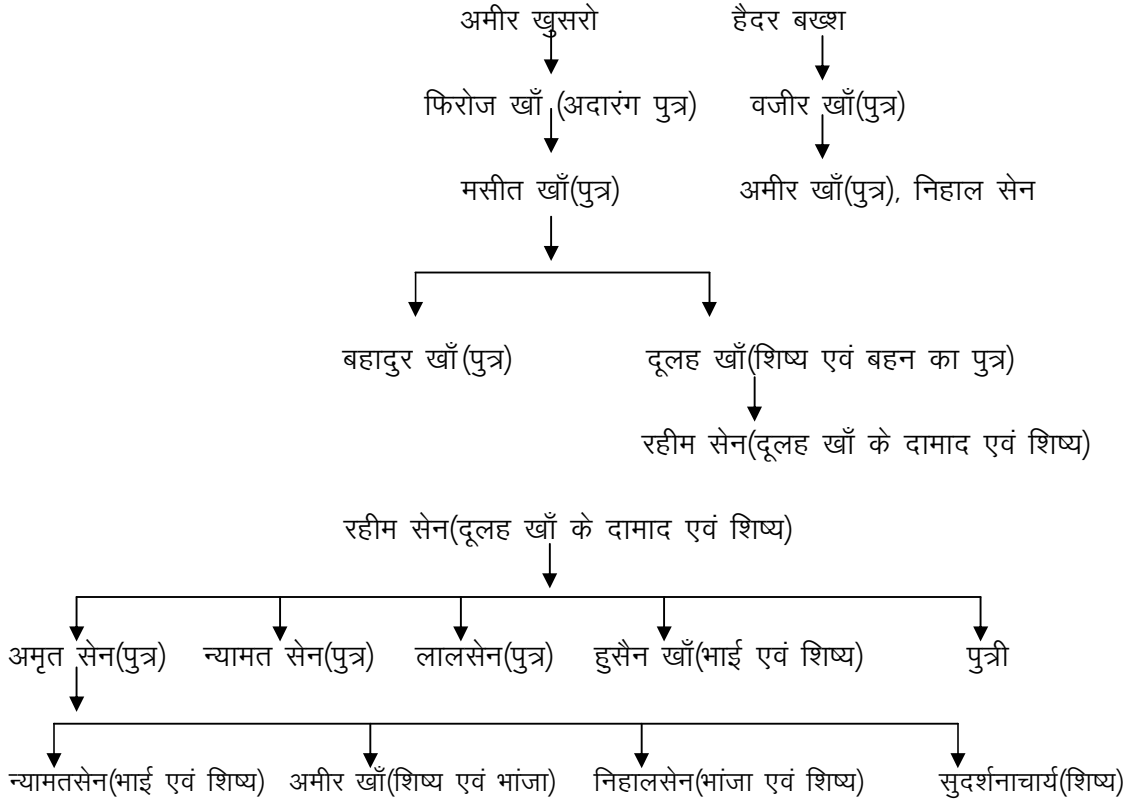 अमीर खुसरो हैदर बख्श
फिरोज खाँ (अदारंग पुत्र) वजीर खाँ(पुत्र)
मसीत खाँ(पुत्र) अमीर खाँ(पुत्र), निहाल सेन
बहादुर खाँ(पुत्र) दूलह खाँ(शिष्य एवं बहन का पुत्र)
रहीम सेन(दूलह खाँ के दामाद एवं शिष्य)
रहीम सेन(दूलह खाँ के दामाद एवं शिष्य)
अमृत सेन(पुत्र) न्यामत सेन(पुत्र) लालसेन(पुत्र) हुसैन खाँ(भाई एवं शिष्य) पुत्री
न्यामतसेन(भाई एवं शिष्य) अमीर खाँ(शिष्य एवं भांजा) निहालसेन(भांजा एवं शिष्य) सुदर्शनाचार्य(शिष्य)